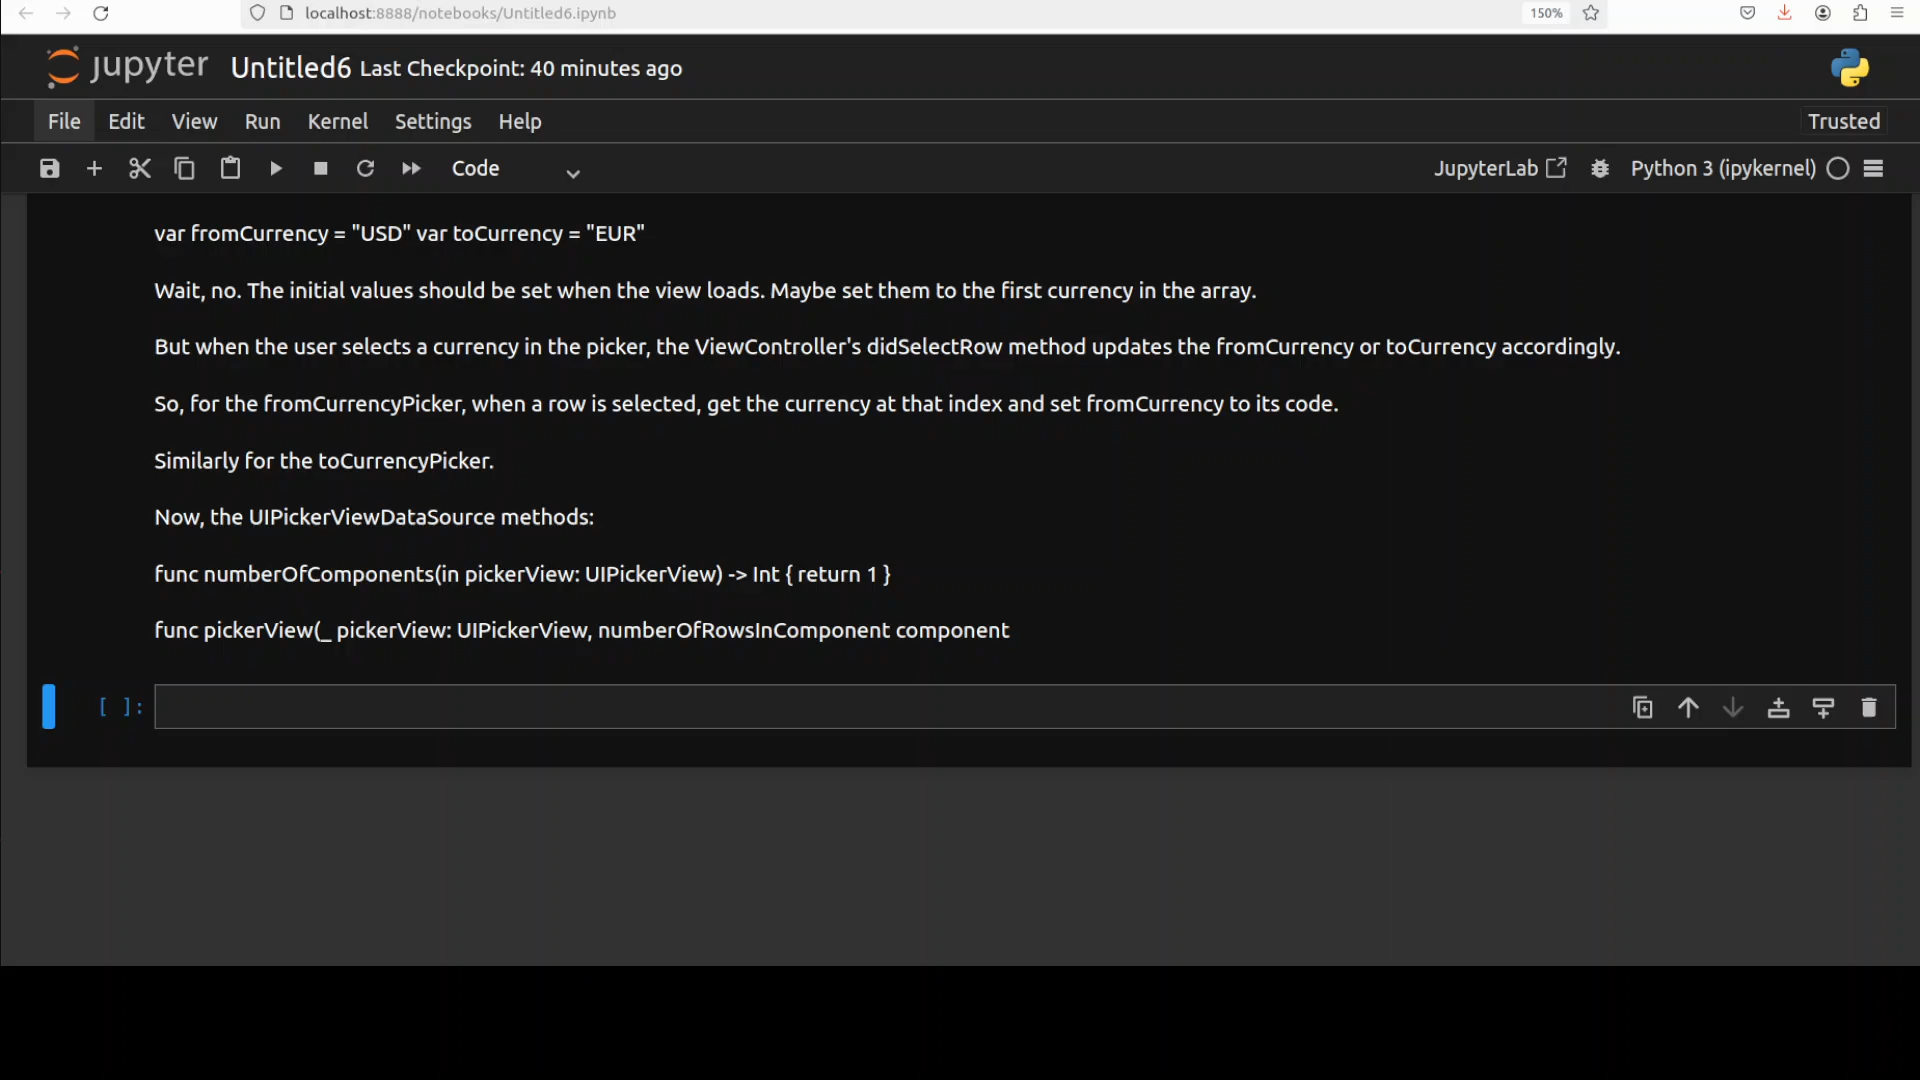 localhost:8888/notebooks/Untitled6.ipynb
150%
jupyter Untitled6 Last Checkpoint: 40 minutes ago
File Edit View Run Kernel Settings Help
Trusted
Code
JupyterLab
Python 3 (ipykernel)
var fromCurrency = "USD" var toCurrency = "EUR"
Wait, no. The initial values should be set when the view loads. Maybe set them to the first currency in the array.
But when the user selects a currency in the picker, the ViewController's didSelectRow method updates the fromCurrency or toCurrency accordingly.
So, for the fromCurrencyPicker, when a row is selected, get the currency at that index and set fromCurrency to its code.
Similarly for the toCurrencyPicker.
Now, the UIPickerViewDataSource methods:
func numberOfComponents(in pickerView: UIPickerView) -> Int { return 1 }
func pickerView(_ pickerView: UIPickerView, numberOfRowsInComponent component
[ ]: